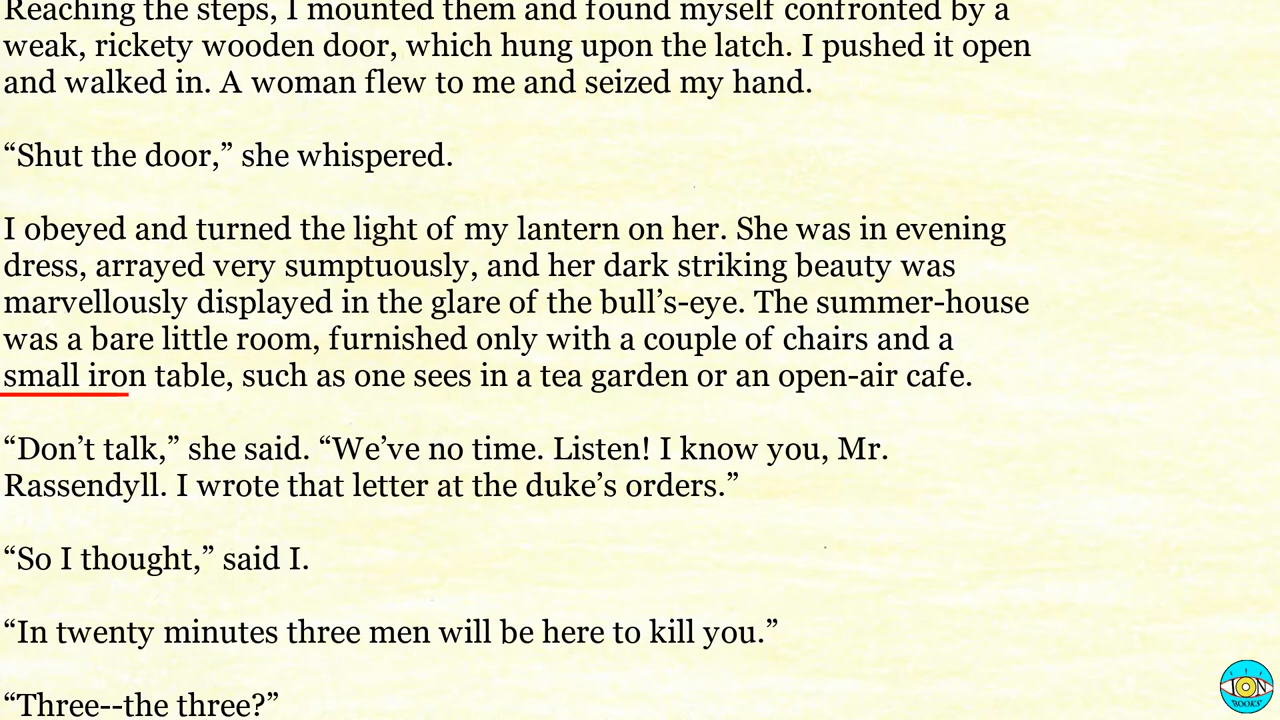 Reaching the steps, I mounted them and found myself confronted by a
weak, rickety wooden door, which hung upon the latch. I pushed it open
and walked in. A woman flew to me and seized my hand.
“Shut the door,” she whispered.
I obeyed and turned the light of my lantern on her. She was in evening
dress, arrayed very sumptuously, and her dark striking beauty was
marvellously displayed in the glare of the bull’s-eye. The summer-house
was a bare little room, furnished only with a couple of chairs and a
small iron table, such as one sees in a tea garden or an open-air cafe.
“Don’t talk,” she said. “We’ve no time. Listen! I know you, Mr.
Rassendyll. I wrote that letter at the duke’s orders.”
“So I thought,” said I.
“In twenty minutes three men will be here to kill you.”
“Three--the three?”
ION
BOOKS